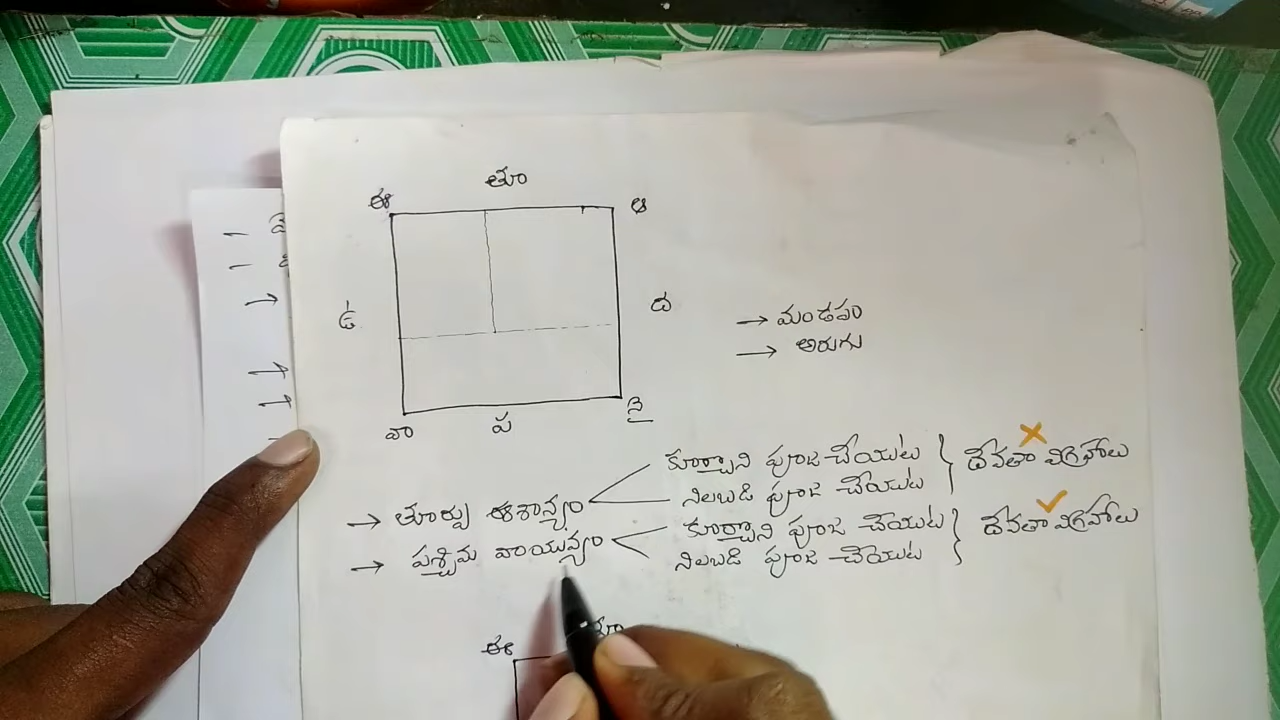 తూ
ఈ
ఆ
ఉ
ద
→ మండపం
→ అరుగు
నై
వా
ప
కూర్చాని పూజ చేయుట
నిలబడి పూజ చేయుట
దేవతా విగ్రహాలు
→ తూర్పు ఈశాన్యం
కూర్చాని పూజ చేయుట
నిలబడి పూజ చేయుట
దేవతా విగ్రహాలు
→ పశ్చిమ వాయువ్యం
ఈ